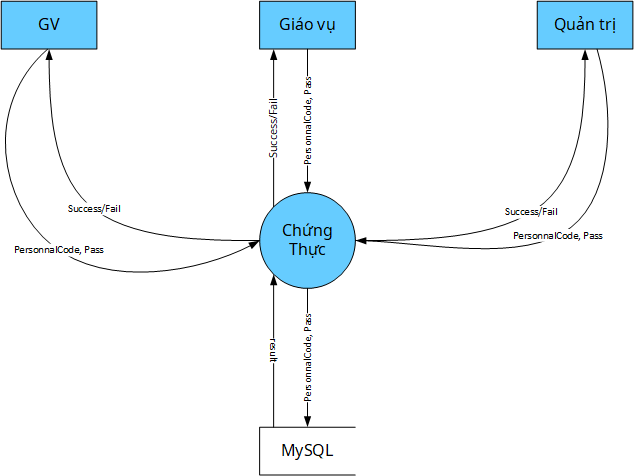 GV
Giáo vụ
Quản trị
Success/Fail
PersonnalCode, Pass
Success/Fail
PersonnalCode, Pass
Success/Fail
PersonnalCode, Pass
Chứng
Thực
result
PersonnalCode, Pass
MySQL